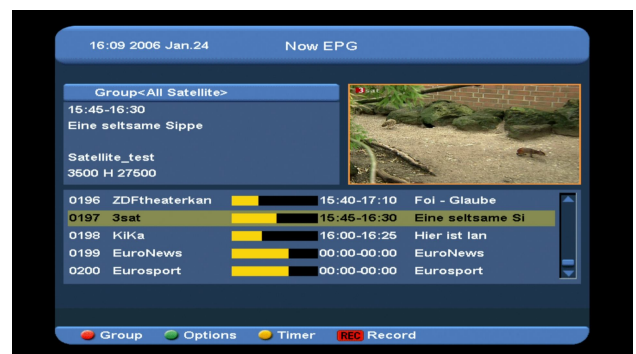 16:09 2006 Jan.24 Now EPG
Group<All Satellite>
15:45-16:30
Eine seltsame Sippe
Satellite_test
3500 H 27500
3sat
0196 ZDFtheaterkan 15:40-17:10 Foi - Glaube
0197 3sat 15:45-16:30 Eine seltsame Si
0198 KiKa 16:00-16:25 Hier ist Ian
0199 EuroNews 00:00-00:00 EuroNews
0200 Eurosport 00:00-00:00 Eurosport
Group Options Timer REC Record